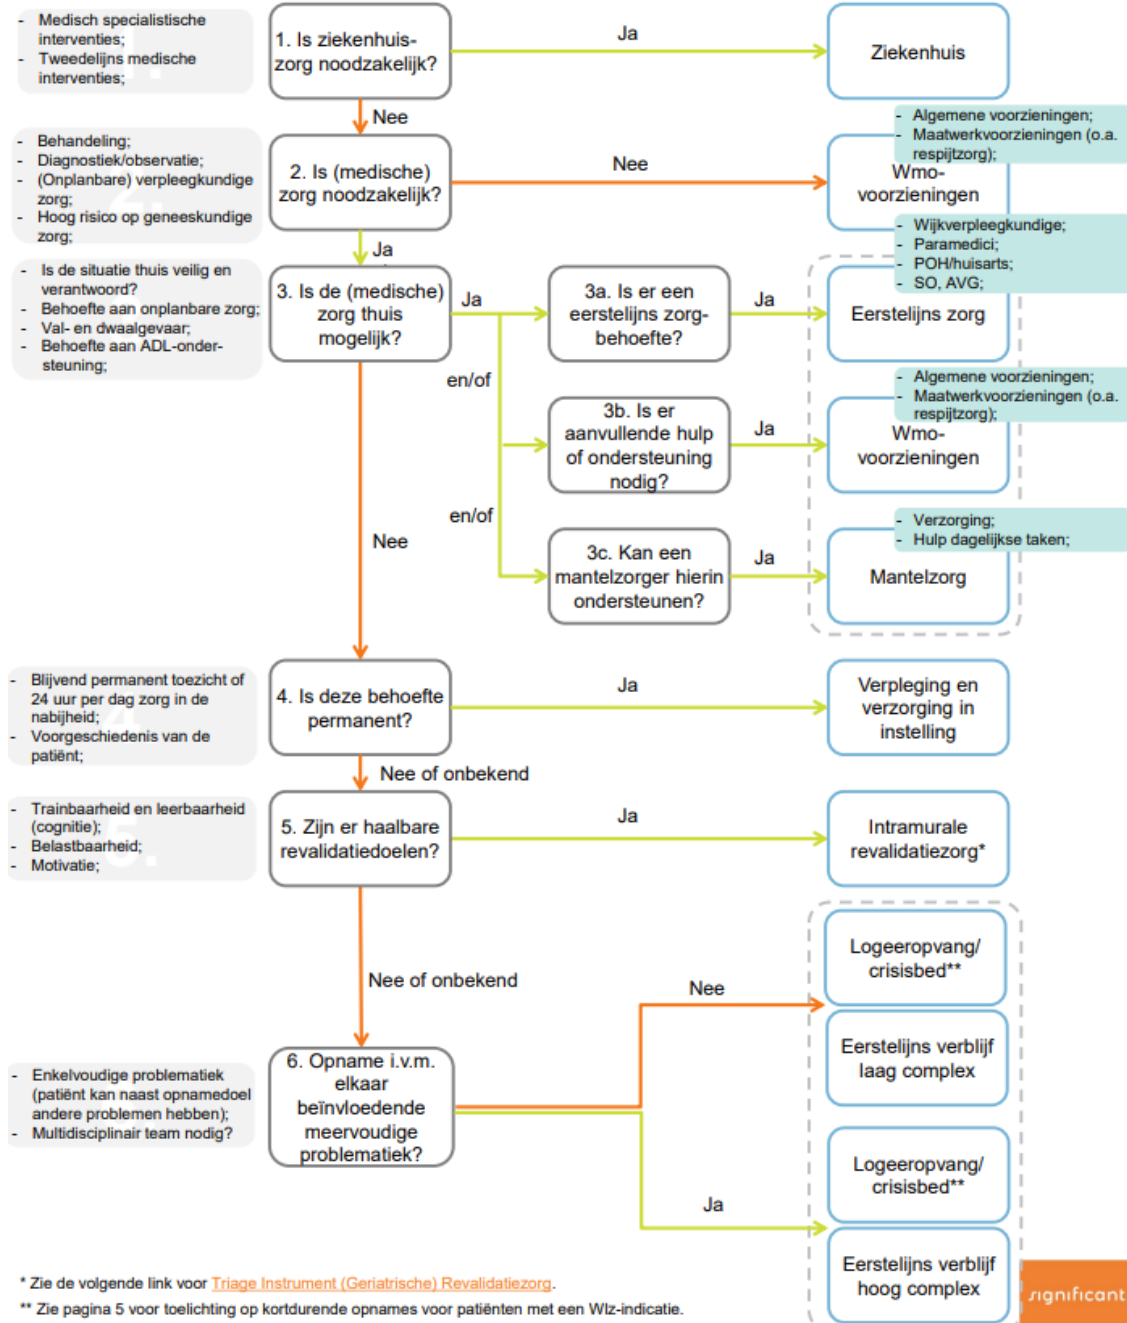 - Medisch specialistische
interventies;
- Tweedelijns medische
interventies;
1. Is ziekenhuis-
zorg noodzakelijk?
Ja
Ziekenhuis
Nee
- Behandeling;
- Diagnostiek/observatie;
- (Onplanbare) verpleegkundige
zorg;
- Hoog risico op geneeskundige
zorg;
2.
2. Is (medische)
zorg noodzakelijk?
Nee
- Algemene voorzieningen;
- Maatwerkvoorzieningen (o.a.
respijtzorg);
Wmo-
voorzieningen
Ja
- Is de situatie thuis veilig en
verantwoord?
- Behoefte aan onplanbare zorg;
- Val- en dwaalgevaar;
- Behoefte aan ADL-onder-
steuning;
3. Is de (medische)
zorg thuis
mogelijk?
Ja
3a. Is er een
eerstelijns zorg-
behoefte?
Ja
- Wijkverpleegkundige;
- Paramedici;
- POH/huisarts;
- SO, AVG;
Eerstelijns zorg
en/of
3b. Is er
aanvullende hulp
of ondersteuning
nodig?
Ja
- Algemene voorzieningen;
- Maatwerkvoorzieningen (o.a.
respijtzorg);
Wmo-
voorzieningen
en/of
Nee
3c. Kan een
mantelzorger hierin
ondersteunen?
Ja
- Verzorging;
- Hulp dagelijkse taken;
Mantelzorg
- Blijvend permanent toezicht of
24 uur per dag zorg in de
nabijheid;
- Voorgeschiedenis van de
patiënt;
4. Is deze behoefte
permanent?
Ja
Verpleging en
verzorging in
instelling
Nee of onbekend
- Trainbaarheid en leerbaarheid
(cognitie);
- Belastbaarheid;
- Motivatie;
5.
5. Zijn er haalbare
revalidatiedoelen?
Ja
Intramurale
revalidatiezorg*
Nee of onbekend
- Enkelvoudige problematiek
(patiënt kan naast opnamedoel
andere problemen hebben);
- Multidisciplinair team nodig?
6. Opname i.v.m.
elkaar
beïnvloedende
meervoudige
problematiek?
Nee
Logeeropvang/
crisisbed**
Eerstelijns verblijf
laag complex
Ja
Logeeropvang/
crisisbed**
Eerstelijns verblijf
hoog complex
* Zie de volgende link voor Triage Instrument (Geriatrische) Revalidatiezorg.
** Zie pagina 5 voor toelichting op kortdurende opnames voor patiënten met een Wlz-indicatie.
significant